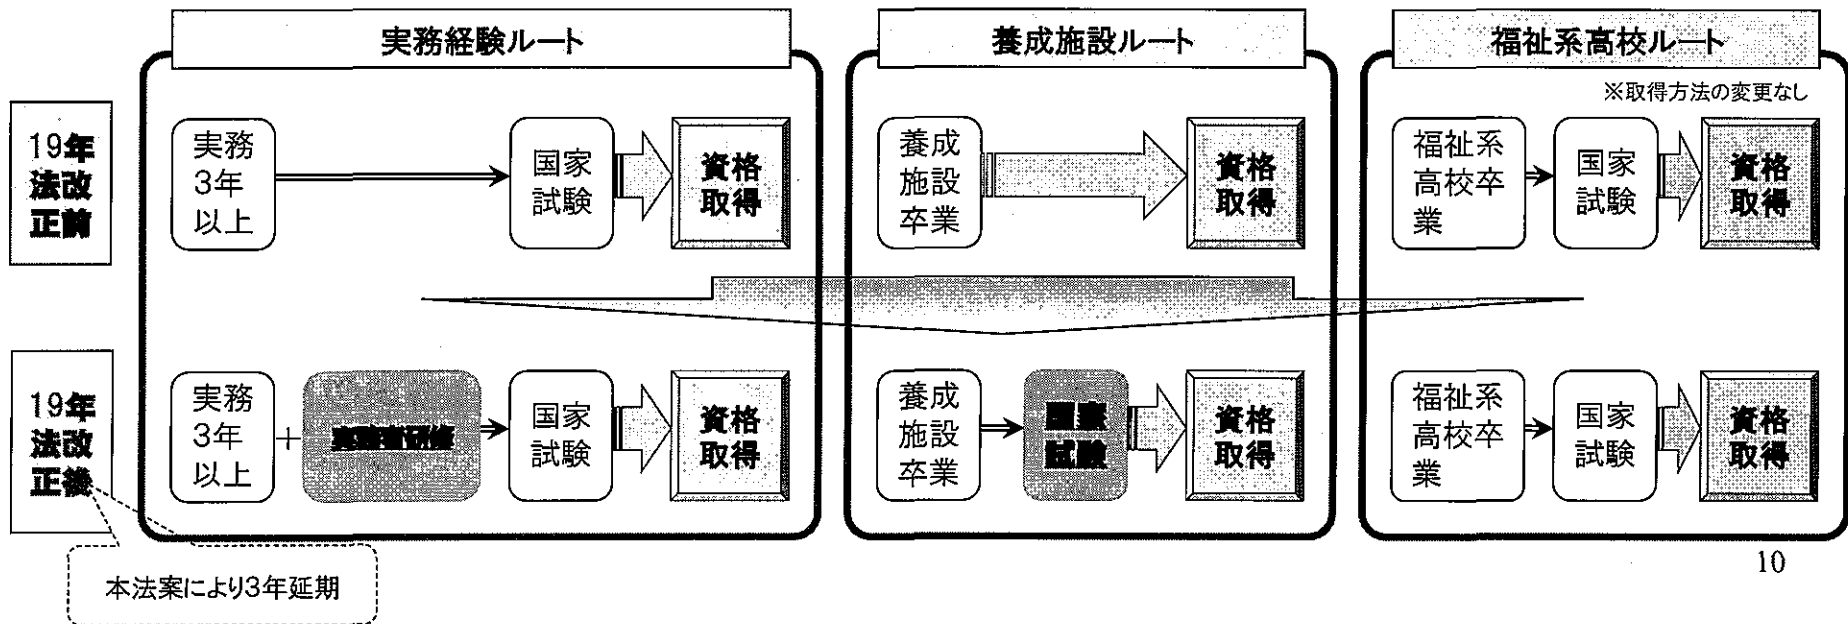 実務経験ルート
養成施設ルート
福祉系高校ルート
※取得方法の変更なし
19年
法改
正前
実務
3年
以上
国家
試験
資格
取得
養成
施設
卒業
資格
取得
福祉系
高校卒
業
国家
試験
資格
取得
19年
法改
正後
実務
3年
以上
+
実務者研修
国家
試験
資格
取得
養成
施設
卒業
国家
試験
資格
取得
福祉系
高校卒
業
国家
試験
資格
取得
本法案により3年延期
10